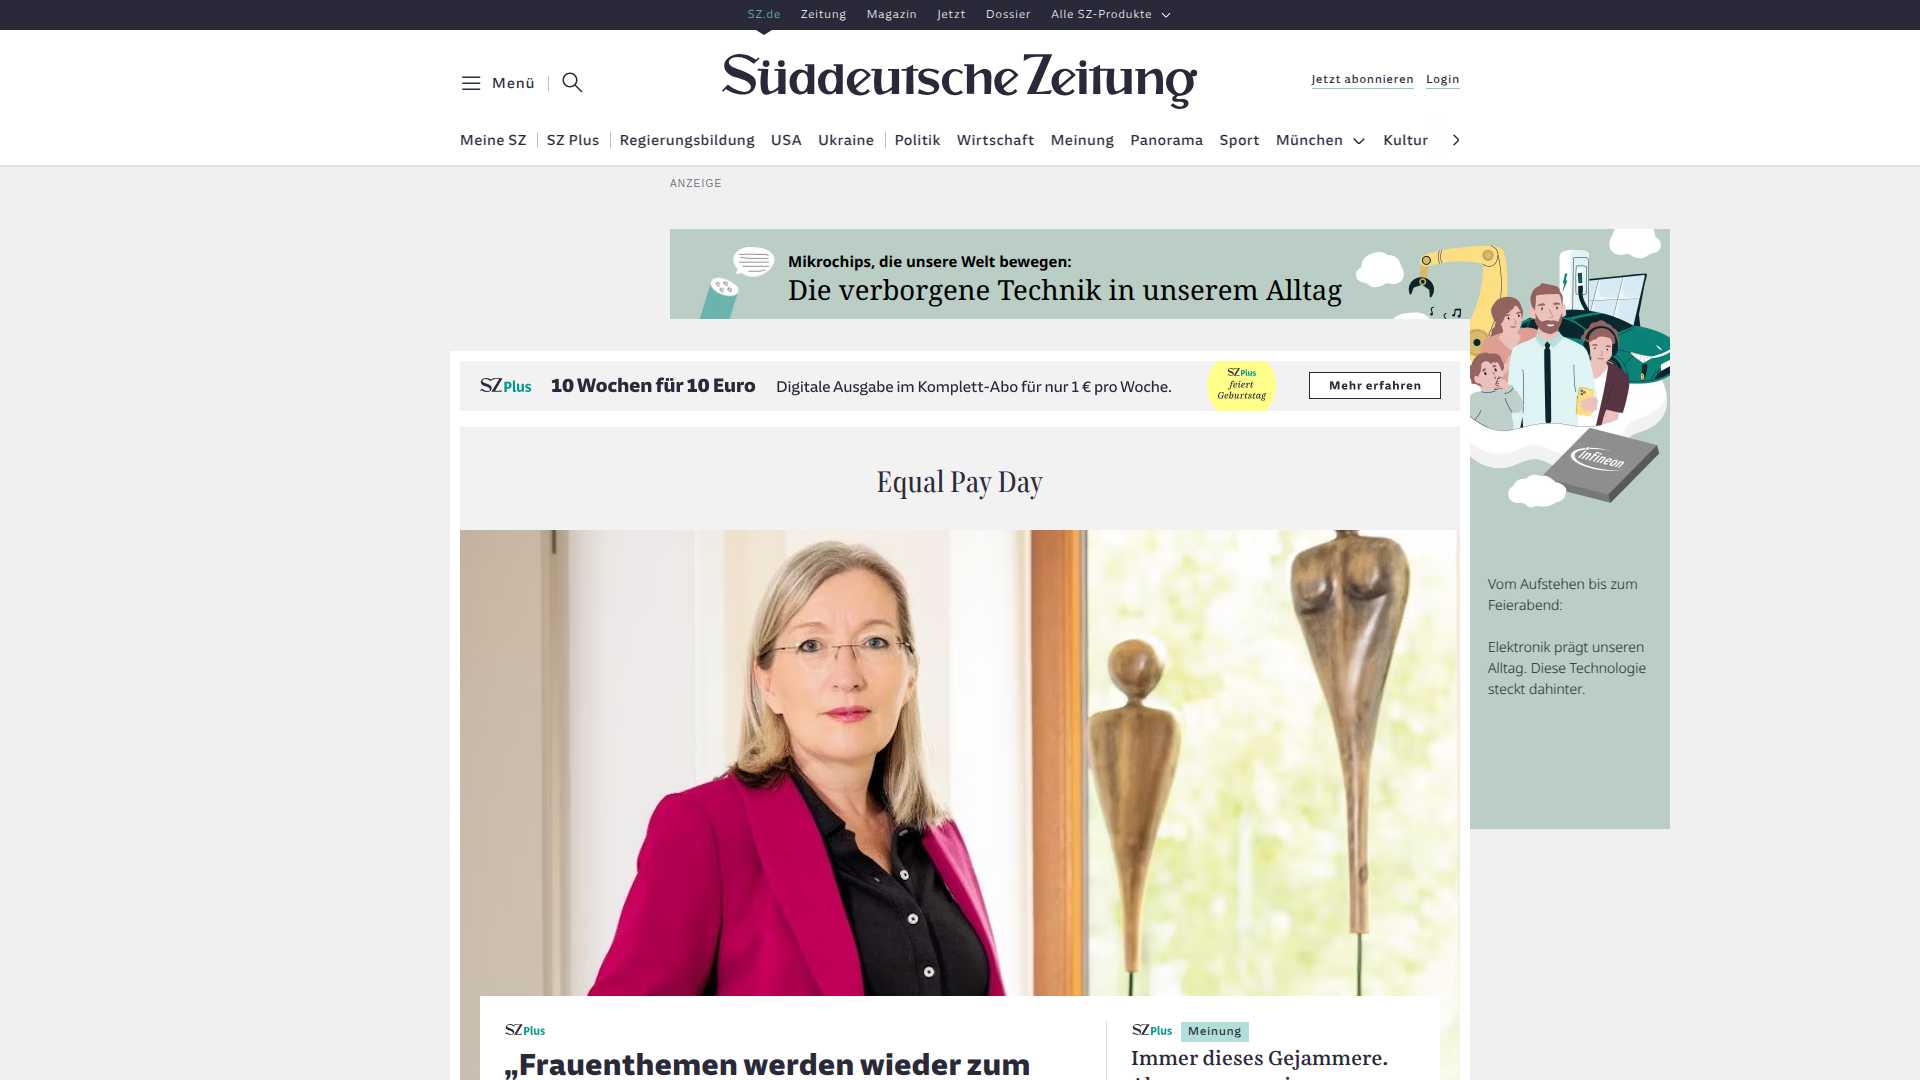 SZ.de Zeitung Magazin Jetzt Dossier Alle SZ-Produkte
Menü
Süddeutsche Zeitung
Jetzt abonnieren Login
Meine SZ SZ Plus Regierungsbildung USA Ukraine Politik Wirtschaft Meinung Panorama Sport München Kultur
ANZEIGE
Mikrochips, die unsere Welt bewegen:
Die verborgene Technik in unserem Alltag
SZ Plus 10 Wochen für 10 Euro Digitale Ausgabe im Komplett-Abo für nur 1 € pro Woche.
SZ Plus
feiert
Geburtstag
Mehr erfahren
infineon
Equal Pay Day
Vom Aufstehen bis zum
Feierabend:
Elektronik prägt unseren
Alltag. Diese Technologie
steckt dahinter.
SZ Plus
„Frauenthemen werden wieder zum
SZ Plus Meinung
Immer dieses Gejammere.